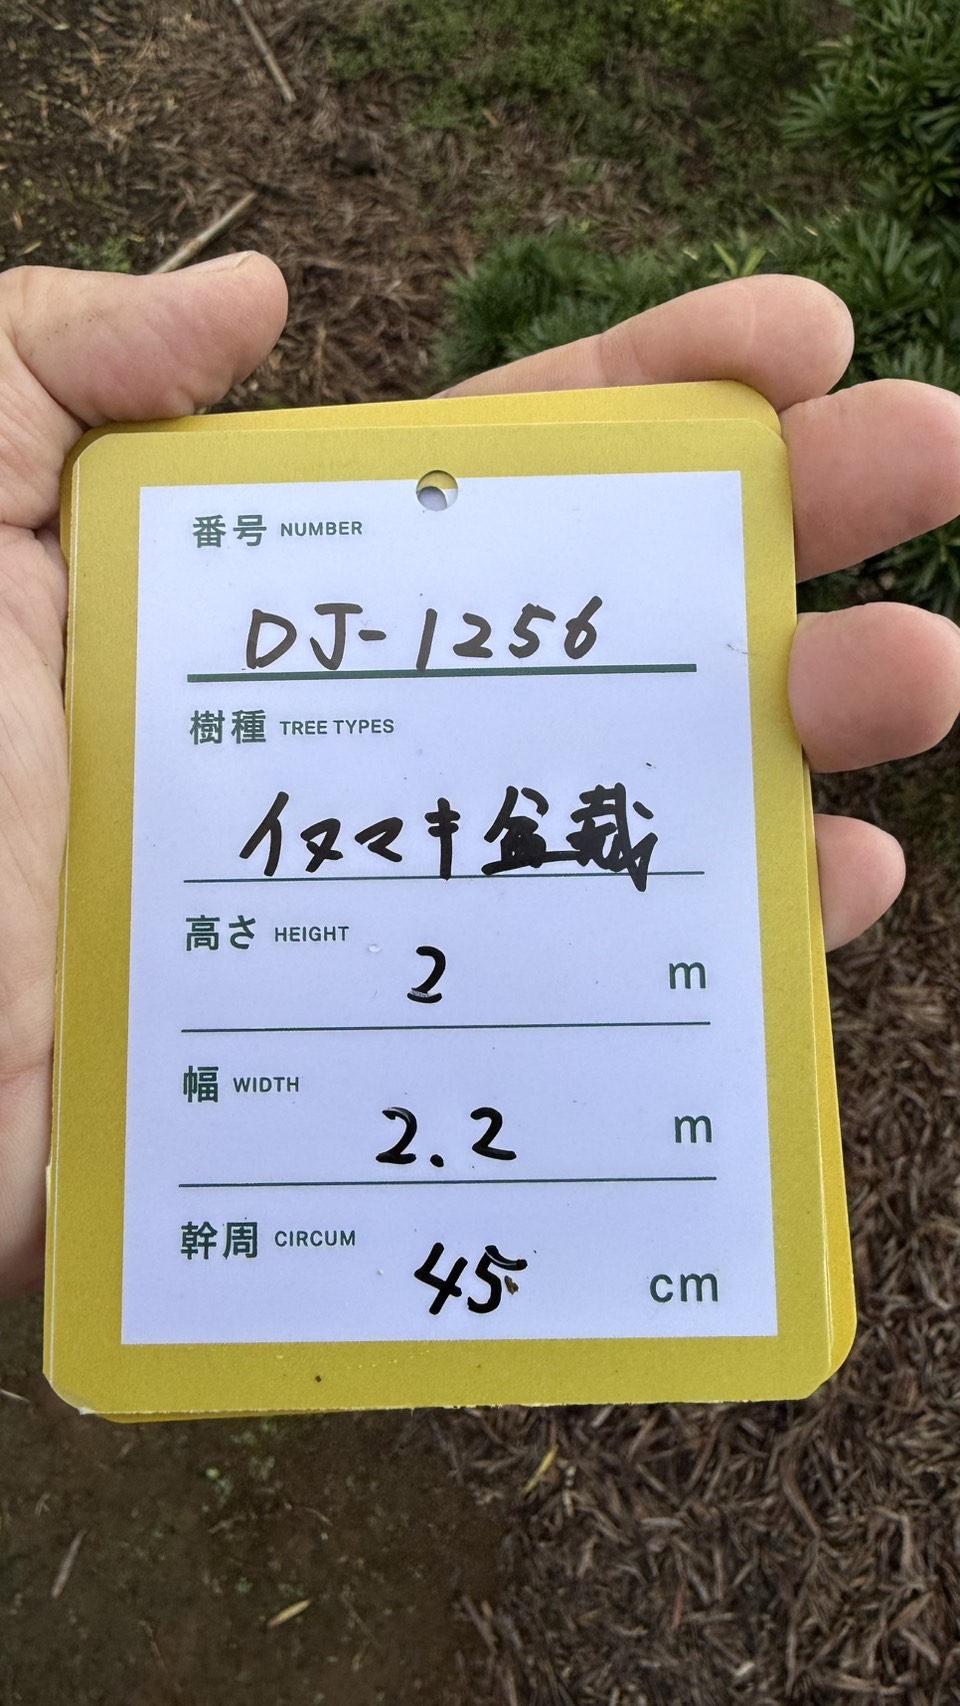 番号 NUMBER
DJ-1256
樹種 TREE TYPES
イヌマキ盆栽
高さ HEIGHT
2 m
幅 WIDTH
2.2 m
幹周 CIRCUM
45 cm